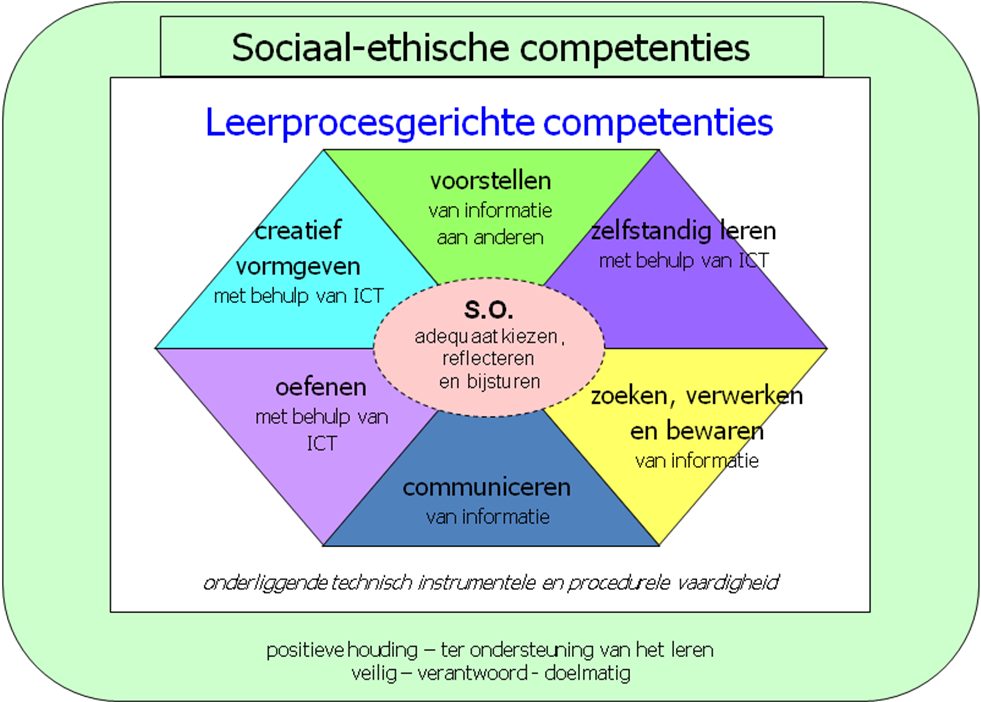 Sociaal-ethische competenties
Leerprocesgerichte competenties
voorstellen
van informatie
aan anderen
creatief
vormgeven
met behulp van ICT
zelfstandig leren
met behulp van ICT
S.O.
adequaat kiezen,
reflecteren
en bijsturen
oefenen
met behulp van
ICT
zoeken, verwerken
en bewaren
van informatie
communiceren
van informatie
onderliggende technisch instrumentele en procedurele vaardigheid
positieve houding – ter ondersteuning van het leren
veilig – verantwoord - doelmatig